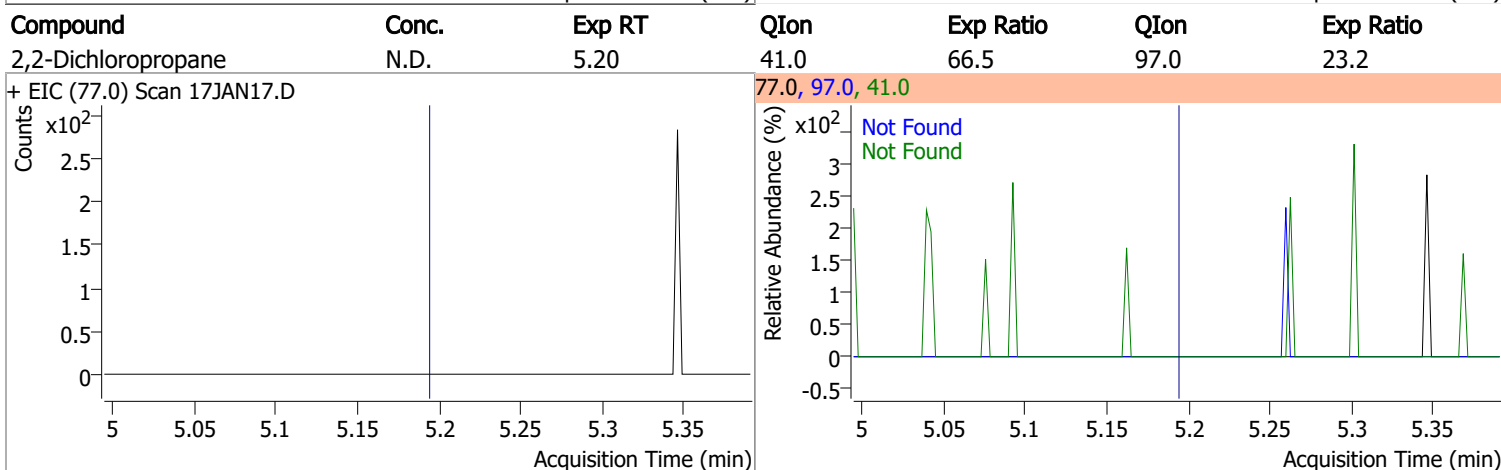 Compound Conc. Exp RT QIon Exp Ratio QIon Exp Ratio
2,2-Dichloropropane N.D. 5.20 41.0 66.5 97.0 23.2
+ EIC (77.0) Scan 17JAN17.D
Counts
x10²
2.5
2
1.5
1
0.5
0
5 5.05 5.1 5.15 5.2 5.25 5.3 5.35
Acquisition Time (min)
77.0, 97.0, 41.0
Relative Abundance (%)
x10²
Not Found
Not Found
3
2.5
2
1.5
1
0.5
0
-0.5
5 5.05 5.1 5.15 5.2 5.25 5.3 5.35
Acquisition Time (min)